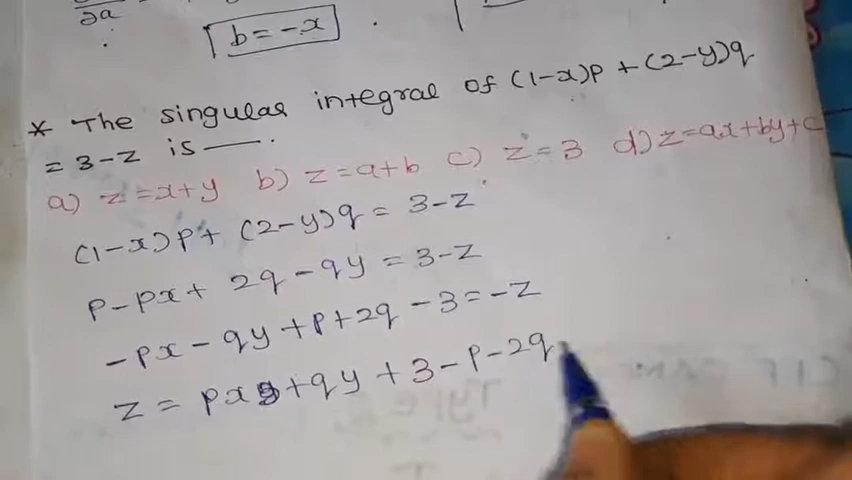 ∂a
b = -x
* The singular integral of (1-x)p + (2-y)q
= 3-z is ___.
a) z = x+y b) z = a+b c) z = 3 d) z = ax+by+c
(1-x)p + (2-y)q = 3-z
p - px + 2q - qy = 3-z
-px - qy + p + 2q - 3 = -z
z = px + qy + 3 - p - 2q